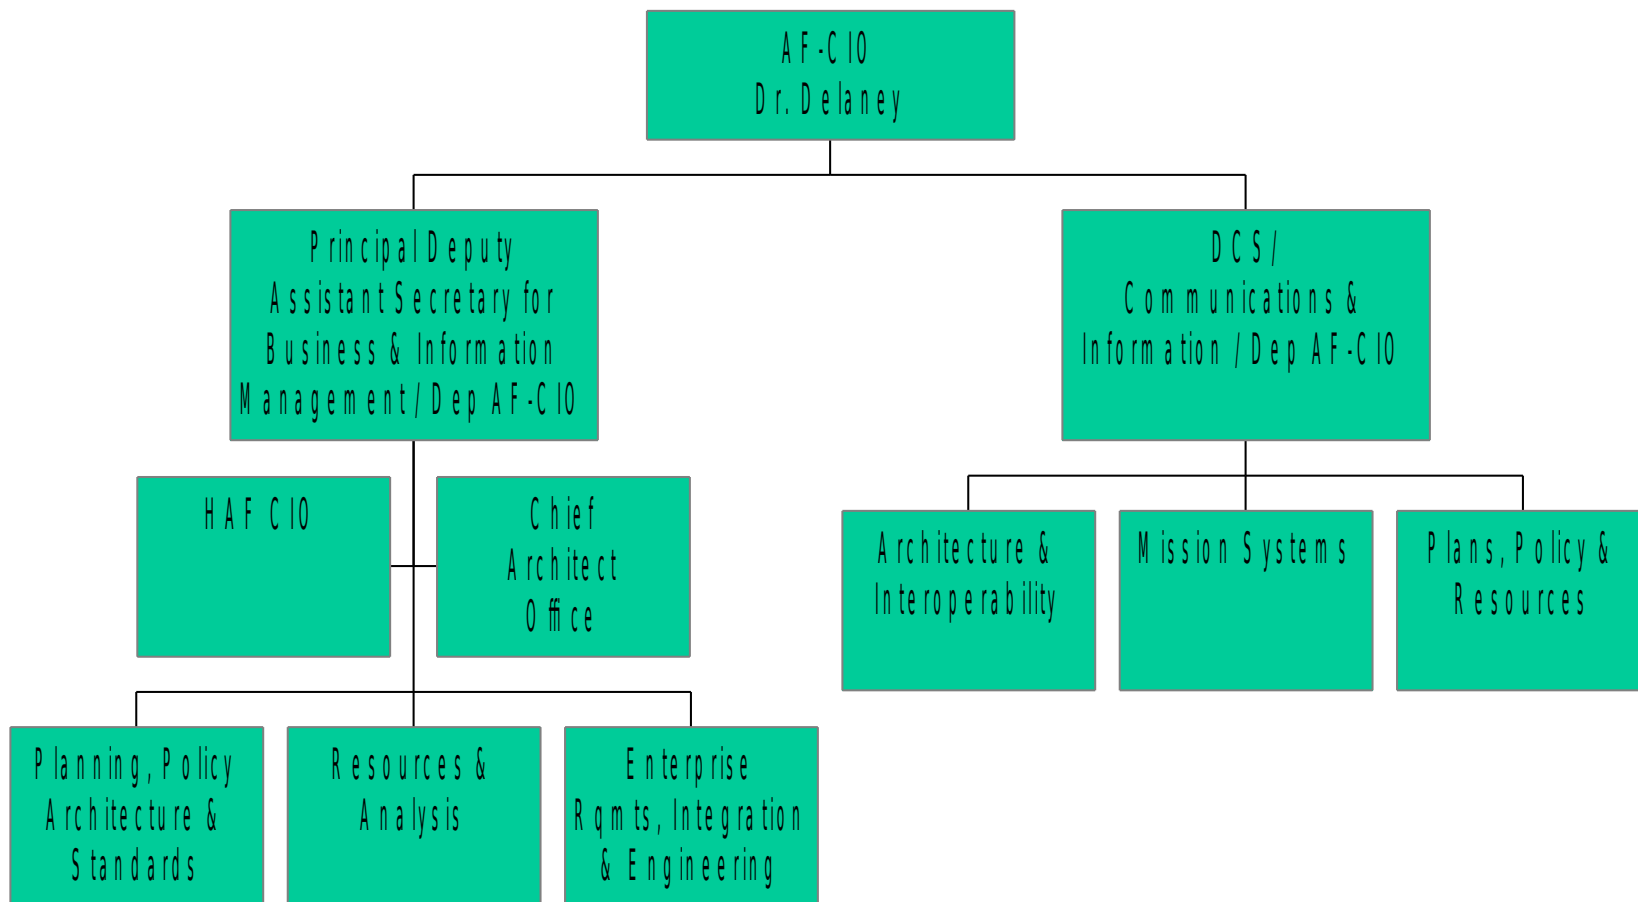 AF-CIO
Dr. Delaney
Principal Deputy
Assistant Secretary for
Business & Information
Management/Dep AF-CIO
DCS/
Communications &
Information /Dep AF-CIO
HAF CIO
Chief
Architect
Office
Architecture &
Interoperability
Mission Systems
Plans, Policy &
Resources
Planning, Policy
Architecture &
Standards
Resources &
Analysis
Enterprise
Rqmts, Integration
& Engineering